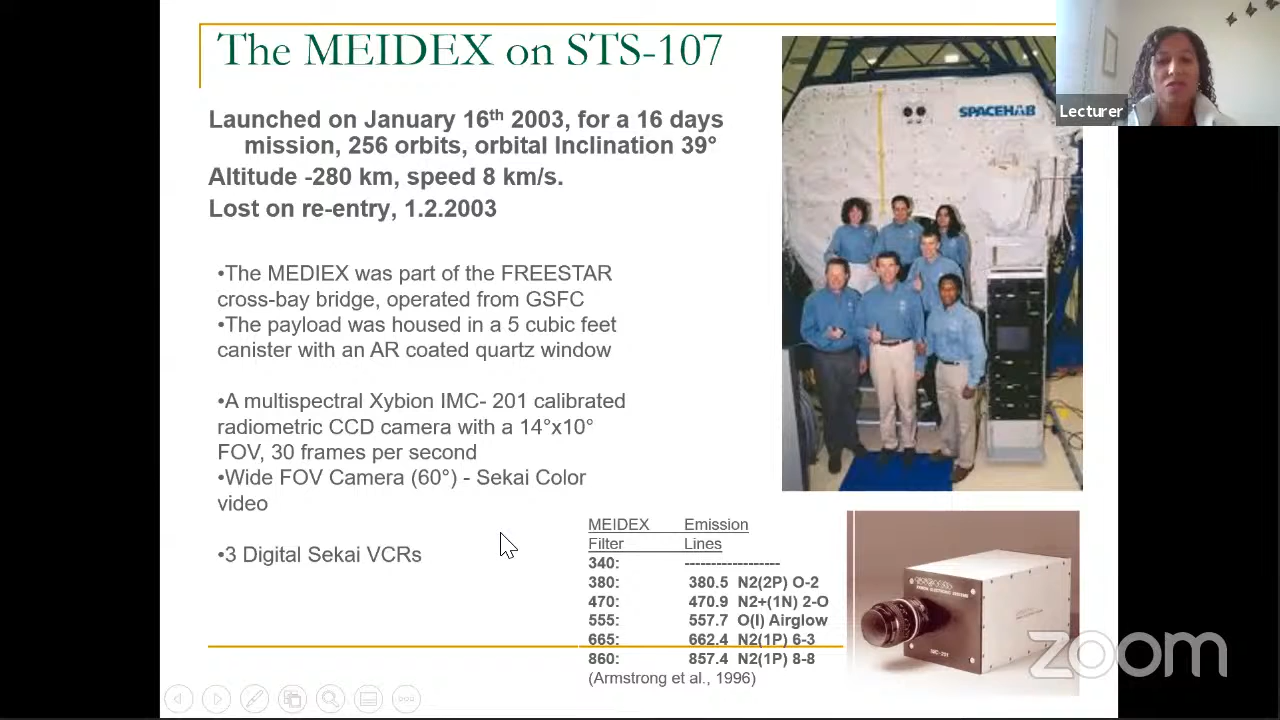 The MEIDEX on STS-107
Launched on January 16th 2003, for a 16 days
mission, 256 orbits, orbital Inclination 39°
Altitude -280 km, speed 8 km/s.
Lost on re-entry, 1.2.2003
•The MEDIEX was part of the FREESTAR
cross-bay bridge, operated from GSFC
•The payload was housed in a 5 cubic feet
canister with an AR coated quartz window
•A multispectral Xybion IMC- 201 calibrated
radiometric CCD camera with a 14°x10°
FOV, 30 frames per second
•Wide FOV Camera (60°) - Sekai Color
video
•3 Digital Sekai VCRs
MEIDEX Emission
Filter Lines
340: ------------------
380: 380.5 N2(2P) O-2
470: 470.9 N2+(1N) 2-O
555: 557.7 O(I) Airglow
665: 662.4 N2(1P) 6-3
860: 857.4 N2(1P) 8-8
(Armstrong et al., 1996)
SPACEHAB
Lecturer
IMC-201
zoom